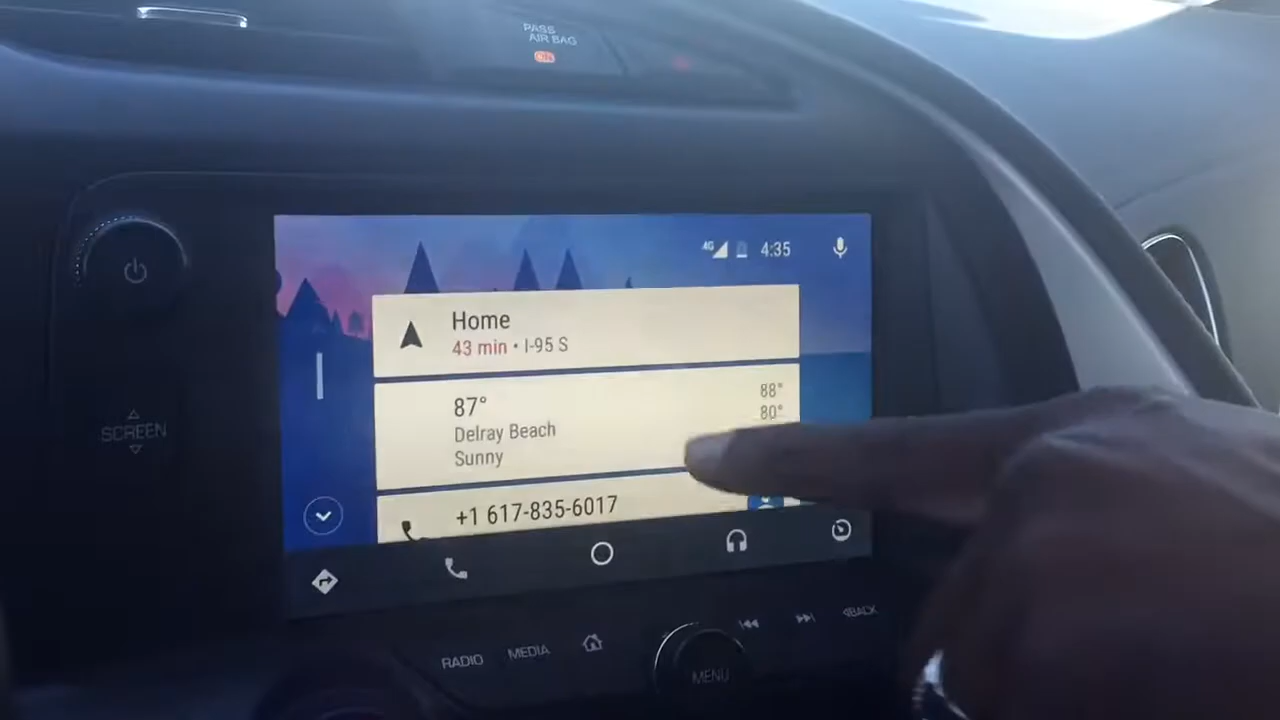 PASS
AIR BAG
ON
4G 4:35
Home
43 min • I-95 S
87°
88°
80°
Delray Beach
Sunny
+1 617-835-6017
SCREEN
RADIO
MEDIA
MENU
BACK